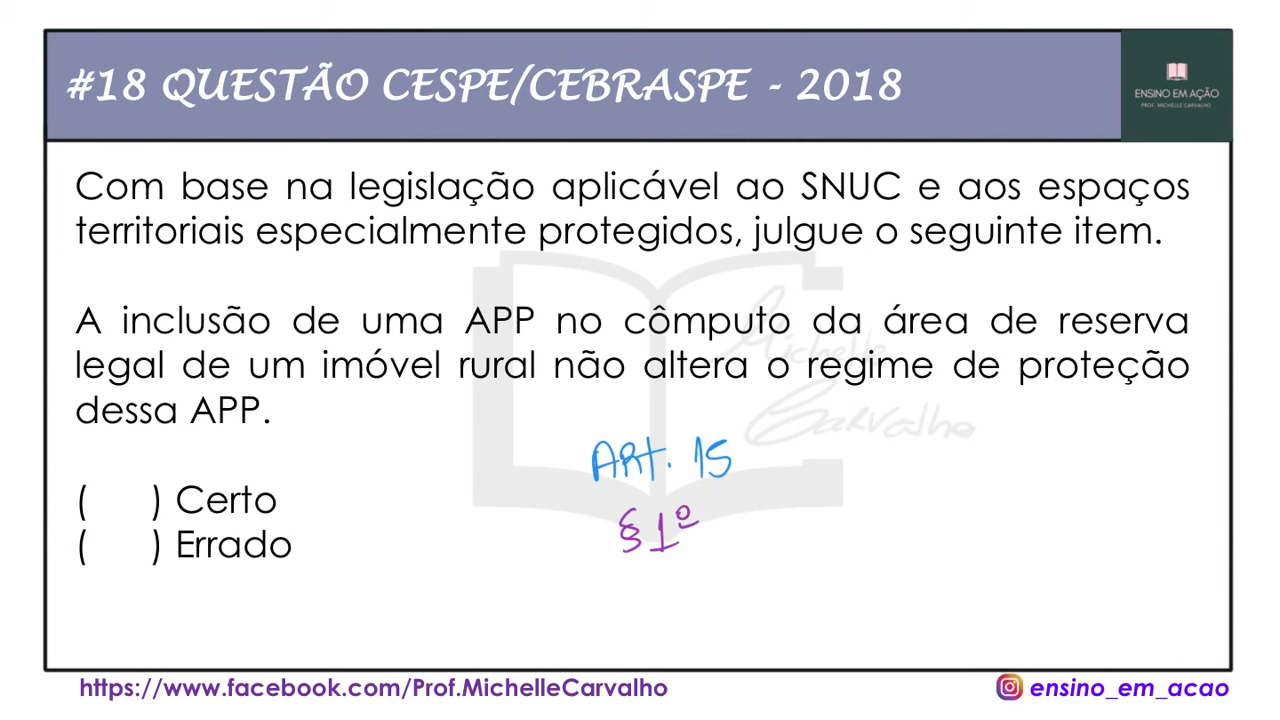 #18 QUESTÃO CESPE/CEBRASPE - 2018
ENSINO EM AÇÃO
PROF. MICHELLE CARVALHO
Com base na legislação aplicável ao SNUC e aos espaços
territoriais especialmente protegidos, julgue o seguinte item.
A inclusão de uma APP no cômputo da área de reserva
legal de um imóvel rural não altera o regime de proteção
dessa APP.
Michelle
Carvalho
ART. 15
( ) Certo
§ 1º
( ) Errado
https://www.facebook.com/Prof.MichelleCarvalho
ensino_em_acao